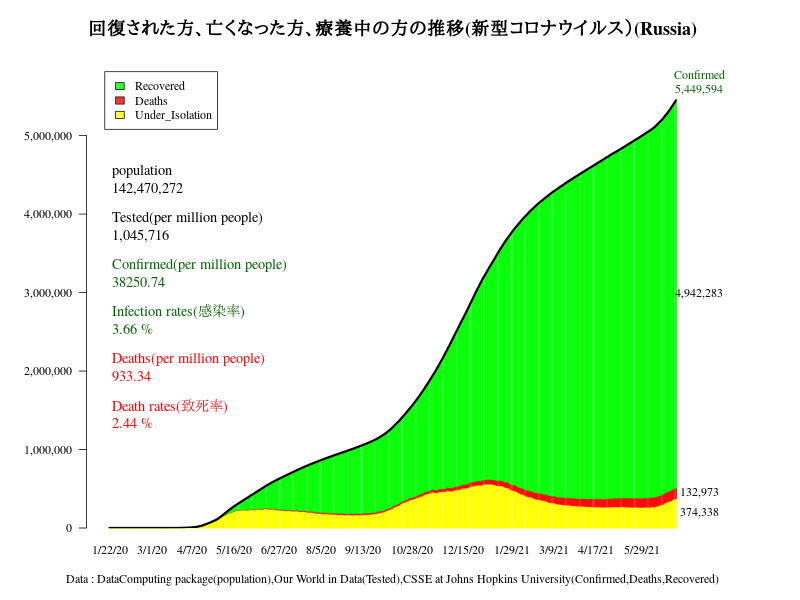 回復された方、亡くなった方、療養中の方の推移(新型コロナウイルス）(Russia)
Confirmed
5,449,594
Recovered
Deaths
Under_Isolation
5,000,000
population
142,470,272
4,000,000
Tested(per million people)
1,045,716
Confirmed(per million people)
38250.74
3,000,000
4,942,283
Infection rates(感染率)
3.66 %
Deaths(per million people)
2,000,000
933.34
Death rates(致死率)
2.44 %
1,000,000
132,973
374,338
0
1/22/20 3/1/20 4/7/20 5/16/20 6/27/20 8/5/20 9/13/20 10/28/20 12/15/20 1/29/21 3/9/21 4/17/21 5/29/21
Data : DataComputing package(population),Our World in Data(Tested),CSSE at Johns Hopkins University(Confirmed,Deaths,Recovered)